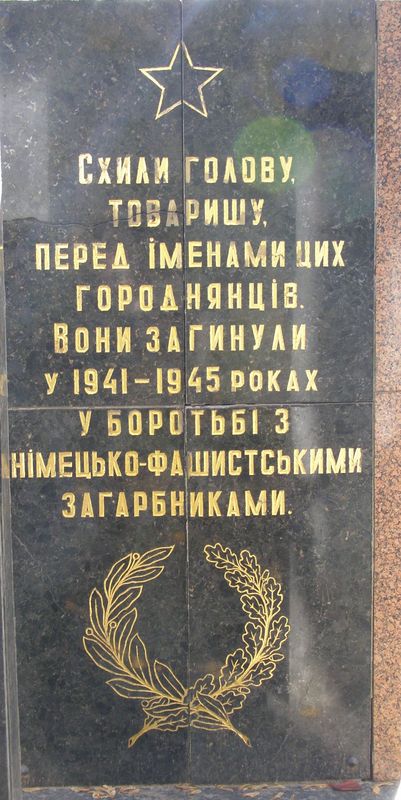 Схили голову,
товаришу,
перед іменами цих
городнянців.
Вони загинули
у 1941–1945 роках
у боротьбі з
німецько-фашистськими
загарбниками.